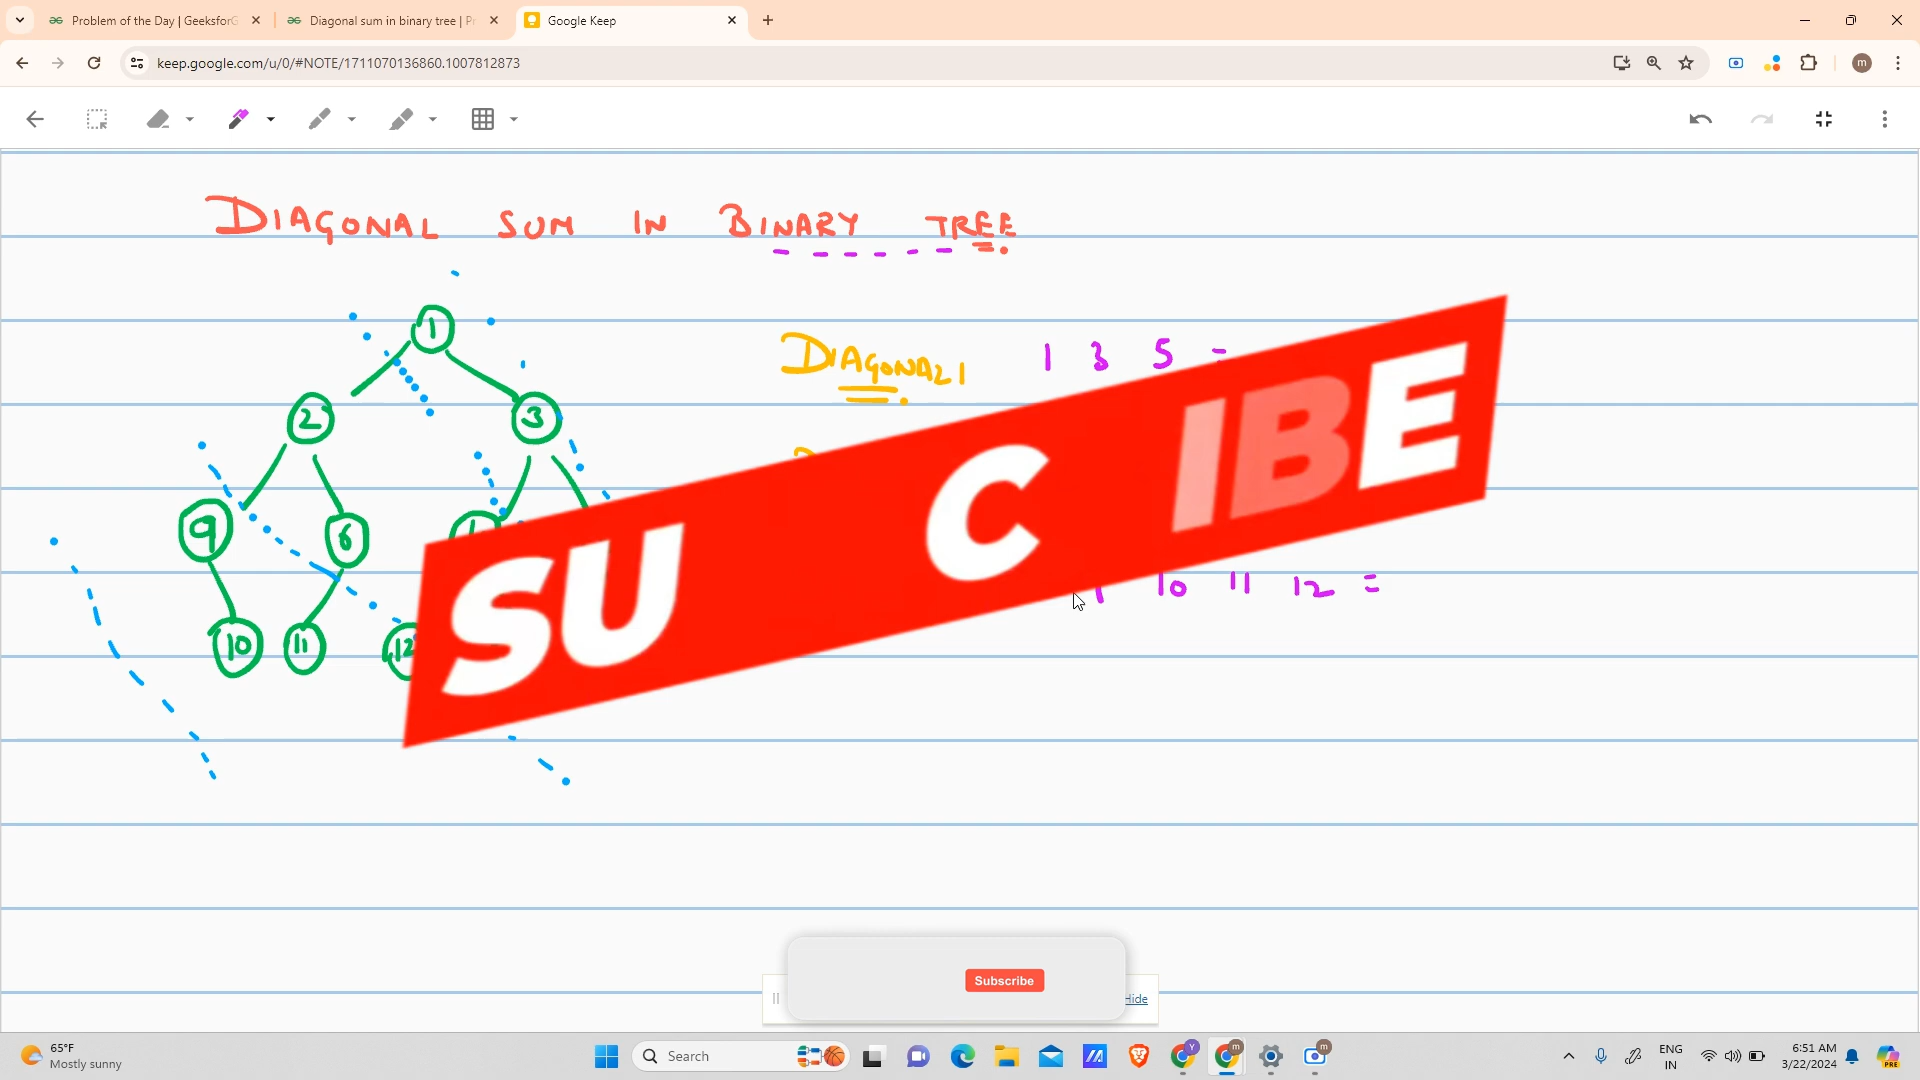 Problem of the Day | GeeksforG
Diagonal sum in binary tree | P
Google Keep
keep.google.com/u/0/#NOTE/1711070136860.1007812873
m
DIAGONAL SUM IN BINARY TREE.
1
DIAGONAL 1
1 3 5 =
2
3
9
6
SU C IBE
10 11 12 =
10
11
12
Subscribe
Hide
65°F
Mostly sunny
Search
ENG
IN
6:51 AM
3/22/2024